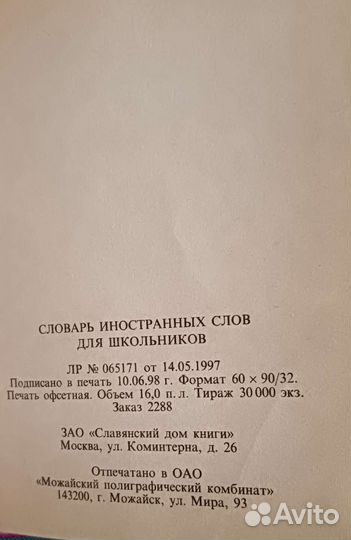 СЛОВАРЬ ИНОСТРАННЫХ СЛОВ
ДЛЯ ШКОЛЬНИКОВ
ЛР № 065171 от 14.05.1997
Подписано в печать 10.06.98 г. Формат 60 × 90/32.
Печать офсетная. Объем 16,0 п. л. Тираж 30 000 экз.
Заказ 2288
ЗАО «Славянский дом книги»
Москва, ул. Коминтерна, д. 26
Отпечатано в ОАО
«Можайский полиграфический комбинат»
143200, г. Можайск, ул. Мира, 93
Avito